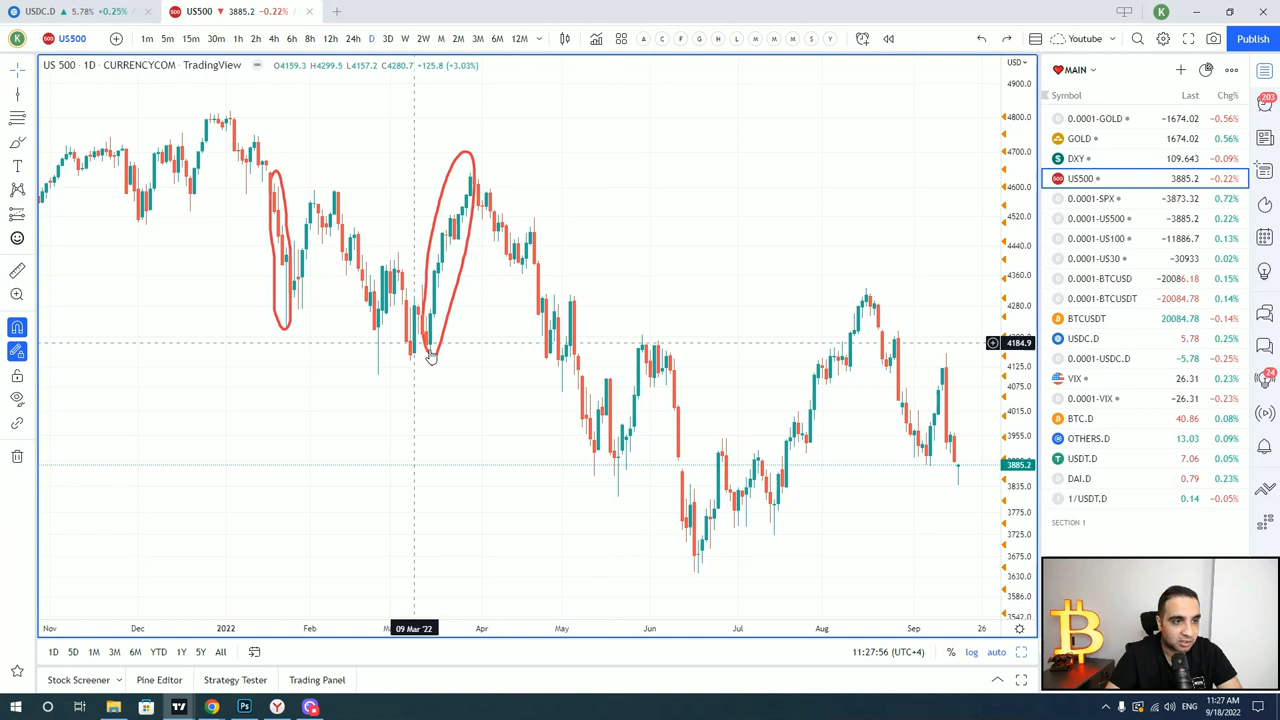 USDC.D 5.78% +0.25%
US500 3885.2 −0.22%
K
K US500 1m 5m 15m 30m 1h 2h 4h 6h 8h 12h 24h D 3D W 2W M 2M 3M 6M 12M A C F G H L M M S Y Youtube Publish
US 500 · 1D · CURRENCYCOM · TradingView O4159.3 H4299.5 L4157.2 C4280.7 +125.8 (+3.03%)
USD
4900.0
4800.0
4700.0
4600.0
4520.0
4440.0
4360.0
4280.0
4184.9
4125.0
4075.0
4015.0
3955.0
3885.2
3835.0
3775.0
3725.0
3675.0
3630.0
3586.0
3542.0
Nov Dec 2022 Feb 09 Mar '22 Apr May Jun Jul Aug Sep 26
1D 5D 1M 3M 6M YTD 1Y 5Y All 11:27:56 (UTC+4) % log auto
Stock Screener Pine Editor Strategy Tester Trading Panel
MAIN
Symbol Last Chg%
0.0001-GOLD −1674.02 −0.56%
GOLD 1674.02 0.56%
DXY 109.643 −0.09%
US500 3885.2 −0.22%
0.0001-SPX −3873.32 0.72%
0.0001-US500 −3885.2 0.22%
0.0001-US100 −11886.7 0.13%
0.0001-US30 −30933 0.02%
0.0001-BTCUSD −20086.18 0.15%
0.0001-BTCUSDT −20084.78 0.14%
BTCUSDT 20084.78 −0.14%
USDC.D 5.78 0.25%
0.0001-USDC.D −5.78 −0.25%
VIX 26.31 0.23%
0.0001-VIX −26.31 −0.23%
BTC.D 40.86 0.08%
OTHERS.D 13.03 0.09%
USDT.D 7.06 0.05%
DAI.D 0.79 0.23%
1/USDT.D 0.14 −0.05%
SECTION 1
203
24
ENG
11:27 AM
9/18/2022